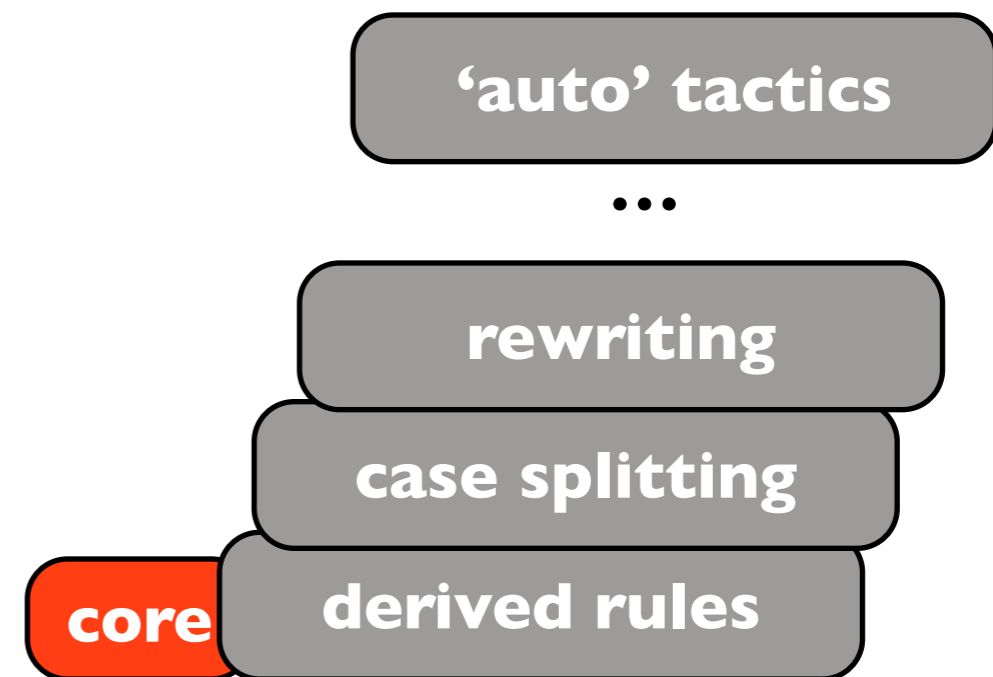 ‘auto’ tactics
...
rewriting
case splitting
derived rules
core